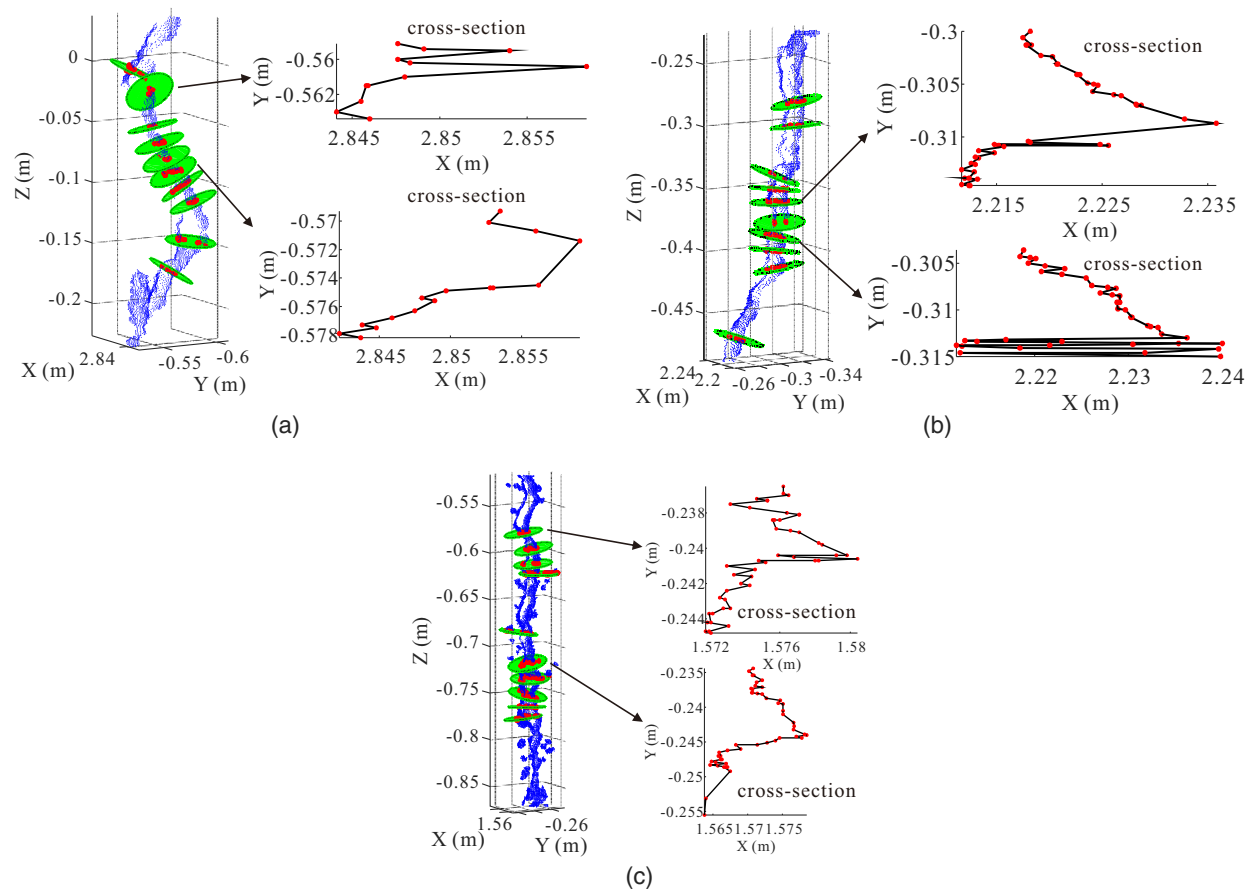 cross-section
0
-0.05
-0.1
-0.15
-0.2
Z (m)
2.84
-0.55
-0.6
X (m)
Y (m)
-0.56
-0.562
Y (m)
2.845
2.85
2.855
X (m)
cross-section
-0.57
-0.572
-0.574
-0.576
-0.578
Y (m)
2.845
2.85
2.855
X (m)
(a)
-0.25
-0.3
-0.35
-0.4
-0.45
Z (m)
2.24
2.2
-0.26
-0.3
-0.34
X (m)
Y (m)
cross-section
-0.3
-0.305
-0.31
Y (m)
2.215
2.225
2.235
X (m)
cross-section
-0.305
-0.31
-0.315
Y (m)
2.22
2.23
2.24
X (m)
(b)
-0.55
-0.6
-0.65
-0.7
-0.75
-0.8
-0.85
Z (m)
1.56
-0.26
X (m)
Y (m)
-0.238
-0.24
-0.242
-0.244
Y (m)
cross-section
1.572
1.576
1.58
X (m)
-0.235
-0.24
-0.245
-0.25
-0.255
Y (m)
cross-section
1.565
1.571
1.575
X (m)
(c)